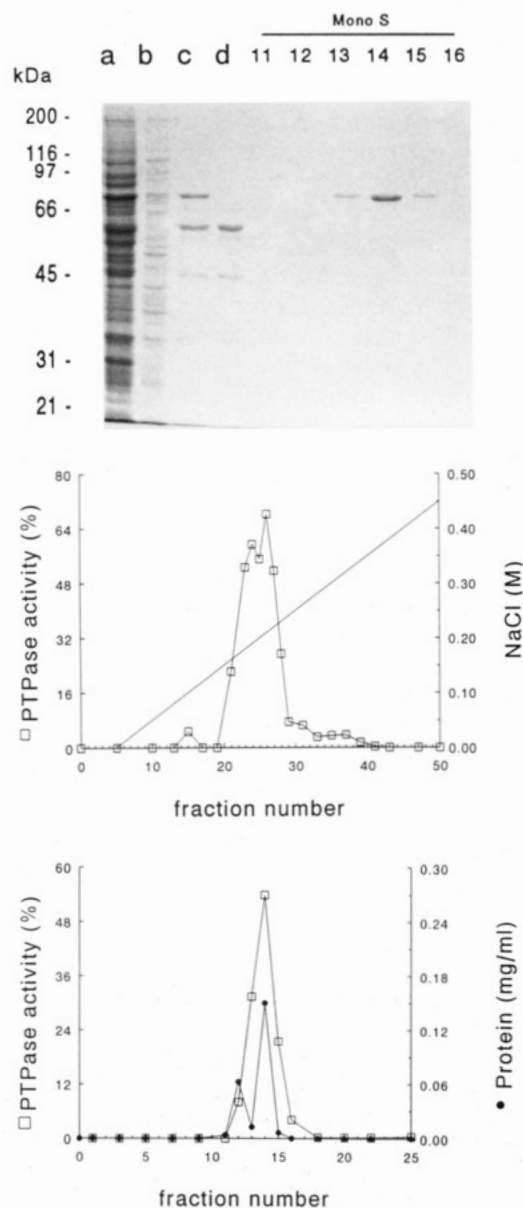 Mono S
a b c d 11 12 13 14 15 16
kDa
200 -
116 -
97 -
66 -
45 -
31 -
21 -
80
64
48
32
16
0
□ PTPase activity (%)
0.50
0.40
0.30
0.20
0.10
0.00
NaCl (M)
0 10 20 30 40 50
fraction number
60
48
36
24
12
0
□ PTPase activity (%)
0.30
0.24
0.18
0.12
0.06
0.00
● Protein (mg/ml)
0 5 10 15 20 25
fraction number